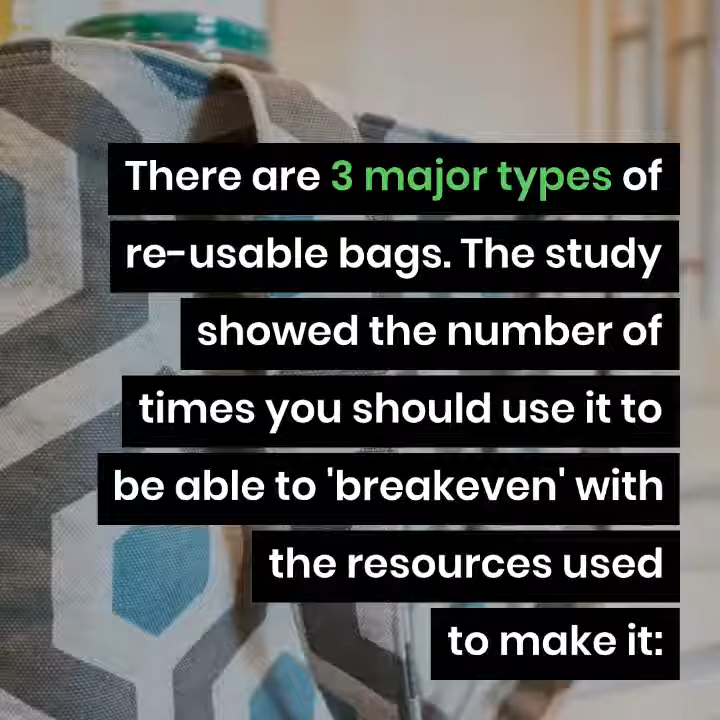 There are 3 major types of
re-usable bags. The study
showed the number of
times you should use it to
be able to 'breakeven' with
the resources used
to make it: